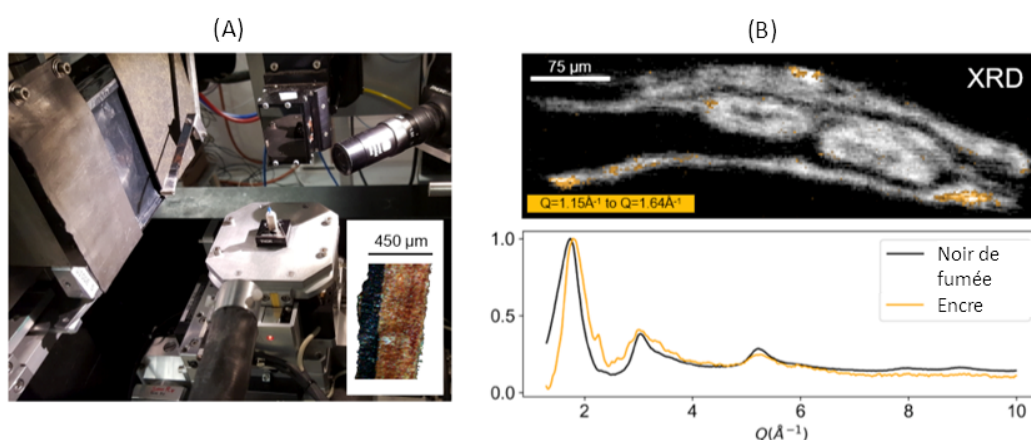 (A)
450 µm
(B)
75 µm
XRD
Q=1.15Å⁻¹ to Q=1.64Å⁻¹
1.0
0.5
0.0
Noir de
fumée
Encre
2
4
6
8
10
Q(Å⁻¹)